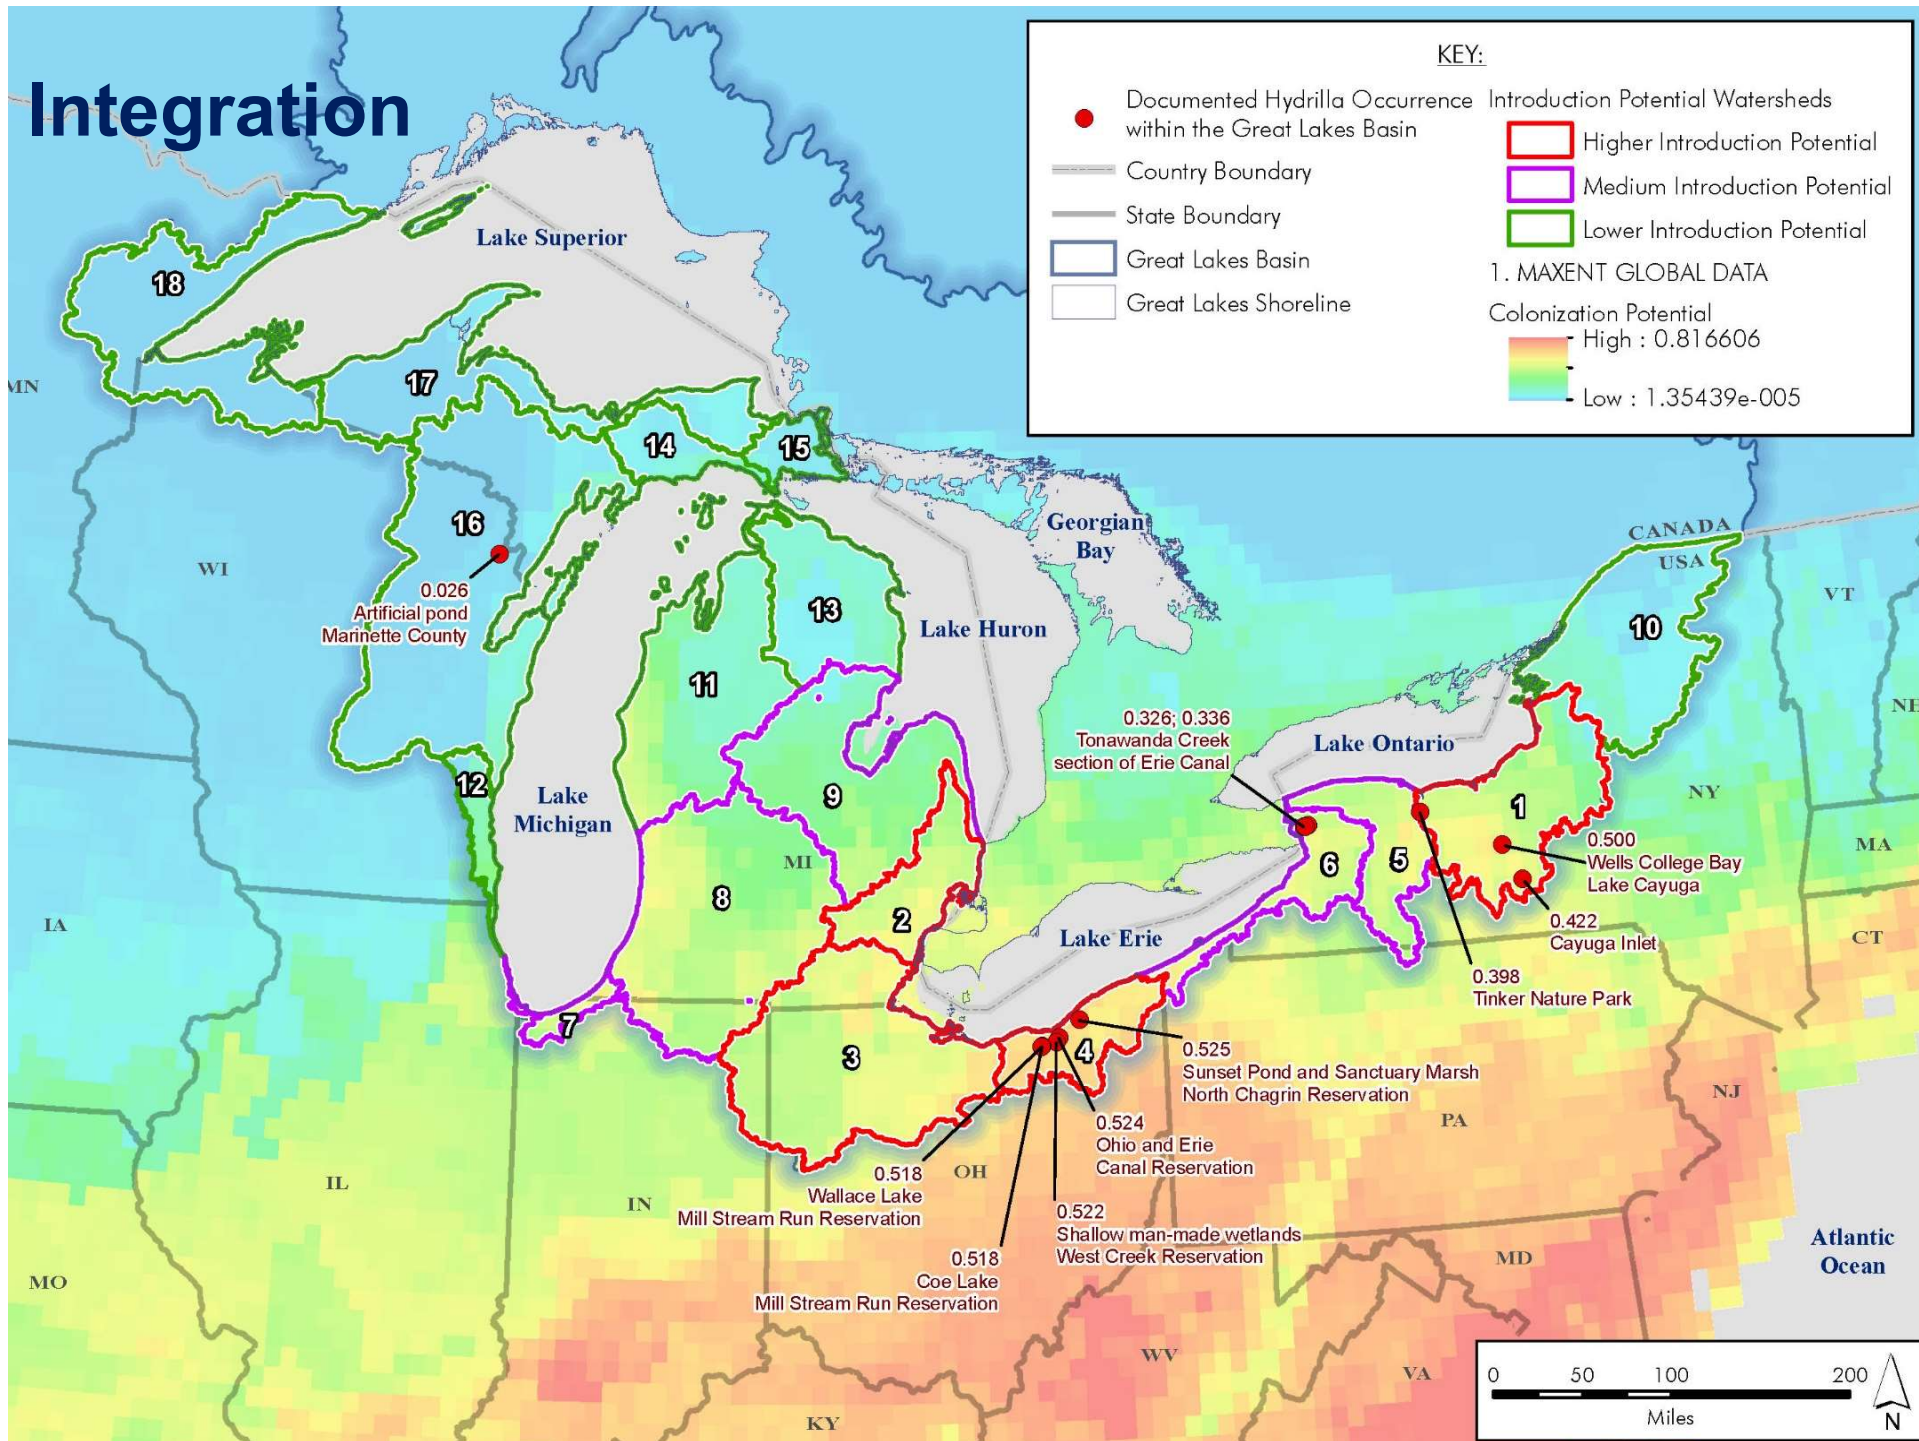 Integration
KEY:
Documented Hydrilla Occurrence
within the Great Lakes Basin
Country Boundary
State Boundary
Great Lakes Basin
Great Lakes Shoreline
Introduction Potential Watersheds
Higher Introduction Potential
Medium Introduction Potential
Lower Introduction Potential
1. MAXENT GLOBAL DATA
Colonization Potential
High : 0.816606
Low : 1.35439e-005
Lake Superior
18
MN
17
14
15
16
WI
0.026
Artificial pond
Marinette County
Georgian
Bay
CANADA
USA
VT
13
Lake Huron
10
11
NE
0.326; 0.336
Tonawanda Creek
section of Erie Canal
Lake Ontario
12
Lake
Michigan
9
NY
1
MI
8
6
5
0.500
Wells College Bay
Lake Cayuga
MA
2
IA
Lake Erie
0.422
Cayuga Inlet
CT
0.398
Tinker Nature Park
7
3
4
0.525
Sunset Pond and Sanctuary Marsh
North Chagrin Reservation
NJ
PA
0.524
Ohio and Erie
Canal Reservation
OH
IL
IN
0.518
Wallace Lake
Mill Stream Run Reservation
0.522
Shallow man-made wetlands
West Creek Reservation
0.518
Coe Lake
Mill Stream Run Reservation
MO
MD
Atlantic
Ocean
WV
VA
KY
0 50 100 200
Miles
N